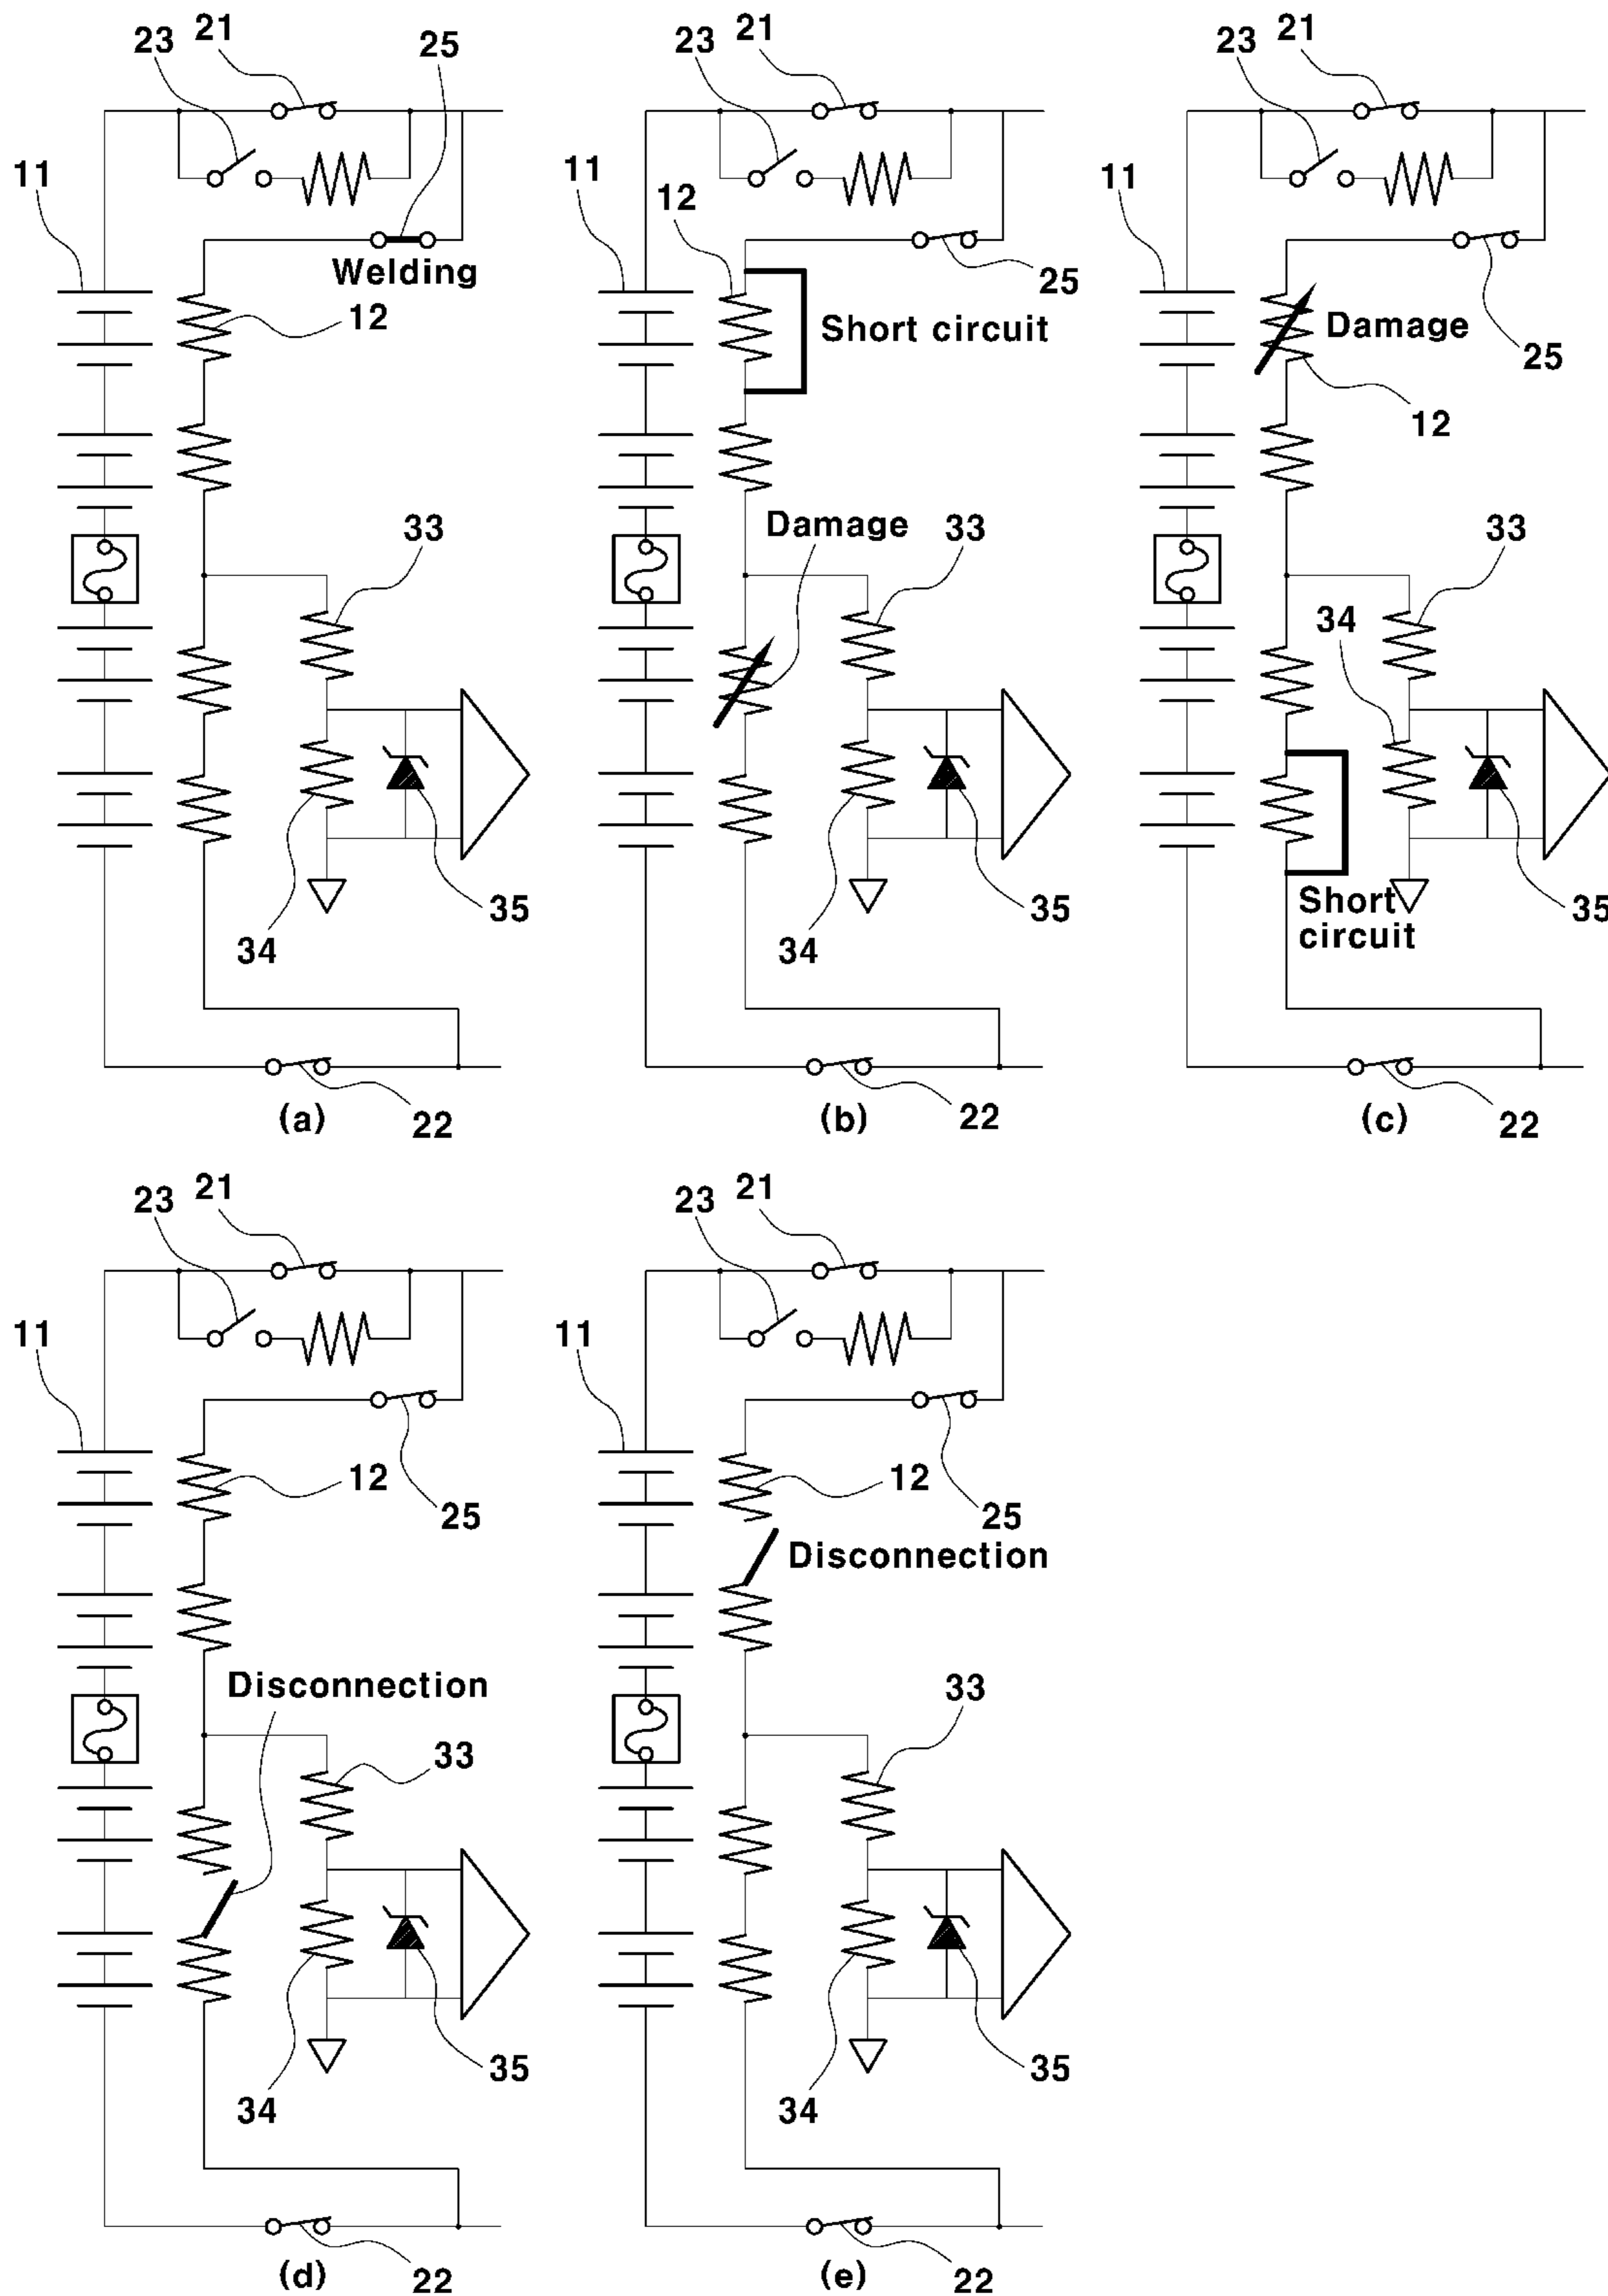 23 21 25
11
Welding
12
33
34
35
22
(a)
23 21
11
12
25
Short circuit
Damage
33
34
35
22
(b)
23 21
11
Damage
25
12
33
34
35
Short
circuit
22
(c)
23 21
11
12
25
Disconnection
33
34
35
22
(d)
23 21
11
12
25
Disconnection
33
34
35
22
(e)